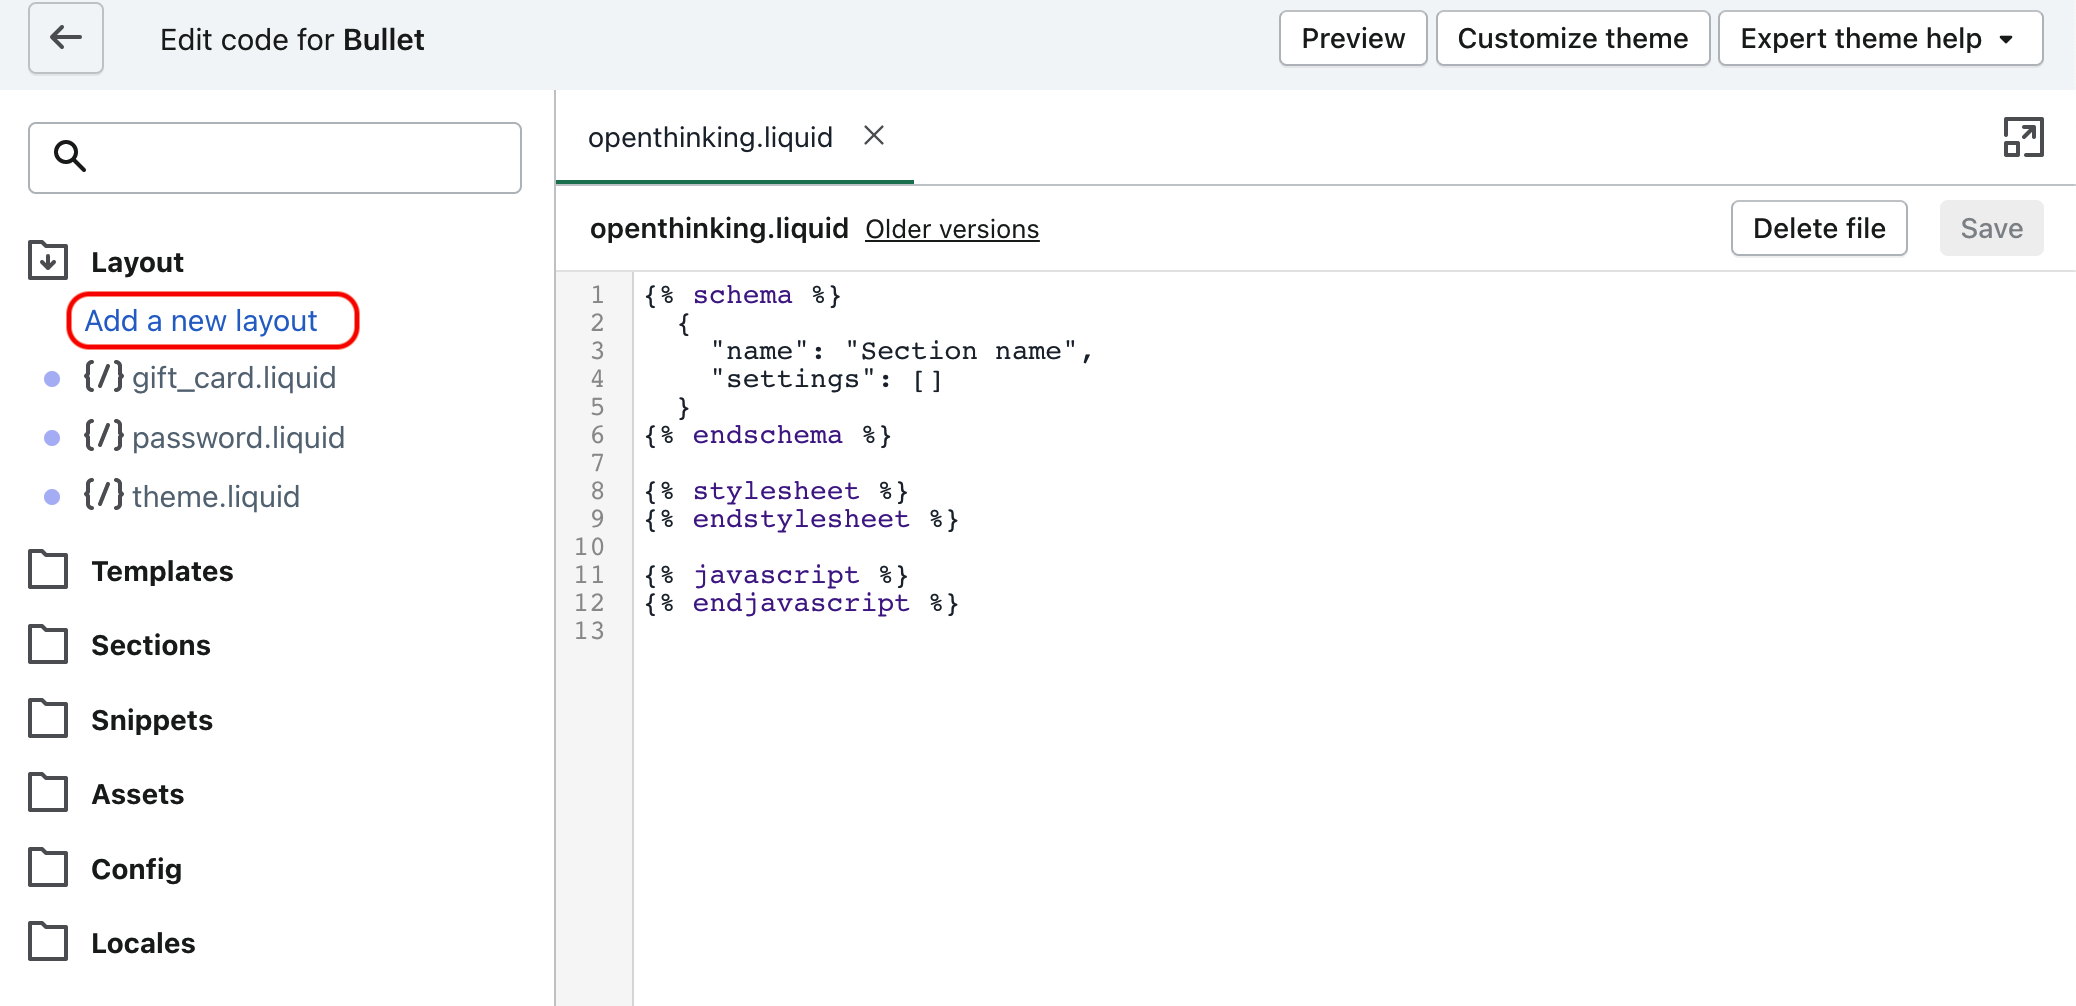 Edit code for Bullet
Preview
Customize theme
Expert theme help
Layout
Add a new layout
{/} gift_card.liquid
{/} password.liquid
{/} theme.liquid
Templates
Sections
Snippets
Assets
Config
Locales
openthinking.liquid
openthinking.liquid Older versions
Delete file
Save
1 {% schema %}
2 {
3 "name": "Section name",
4 "settings": []
5 }
6 {% endschema %}
7
8 {% stylesheet %}
9 {% endstylesheet %}
10
11 {% javascript %}
12 {% endjavascript %}
13